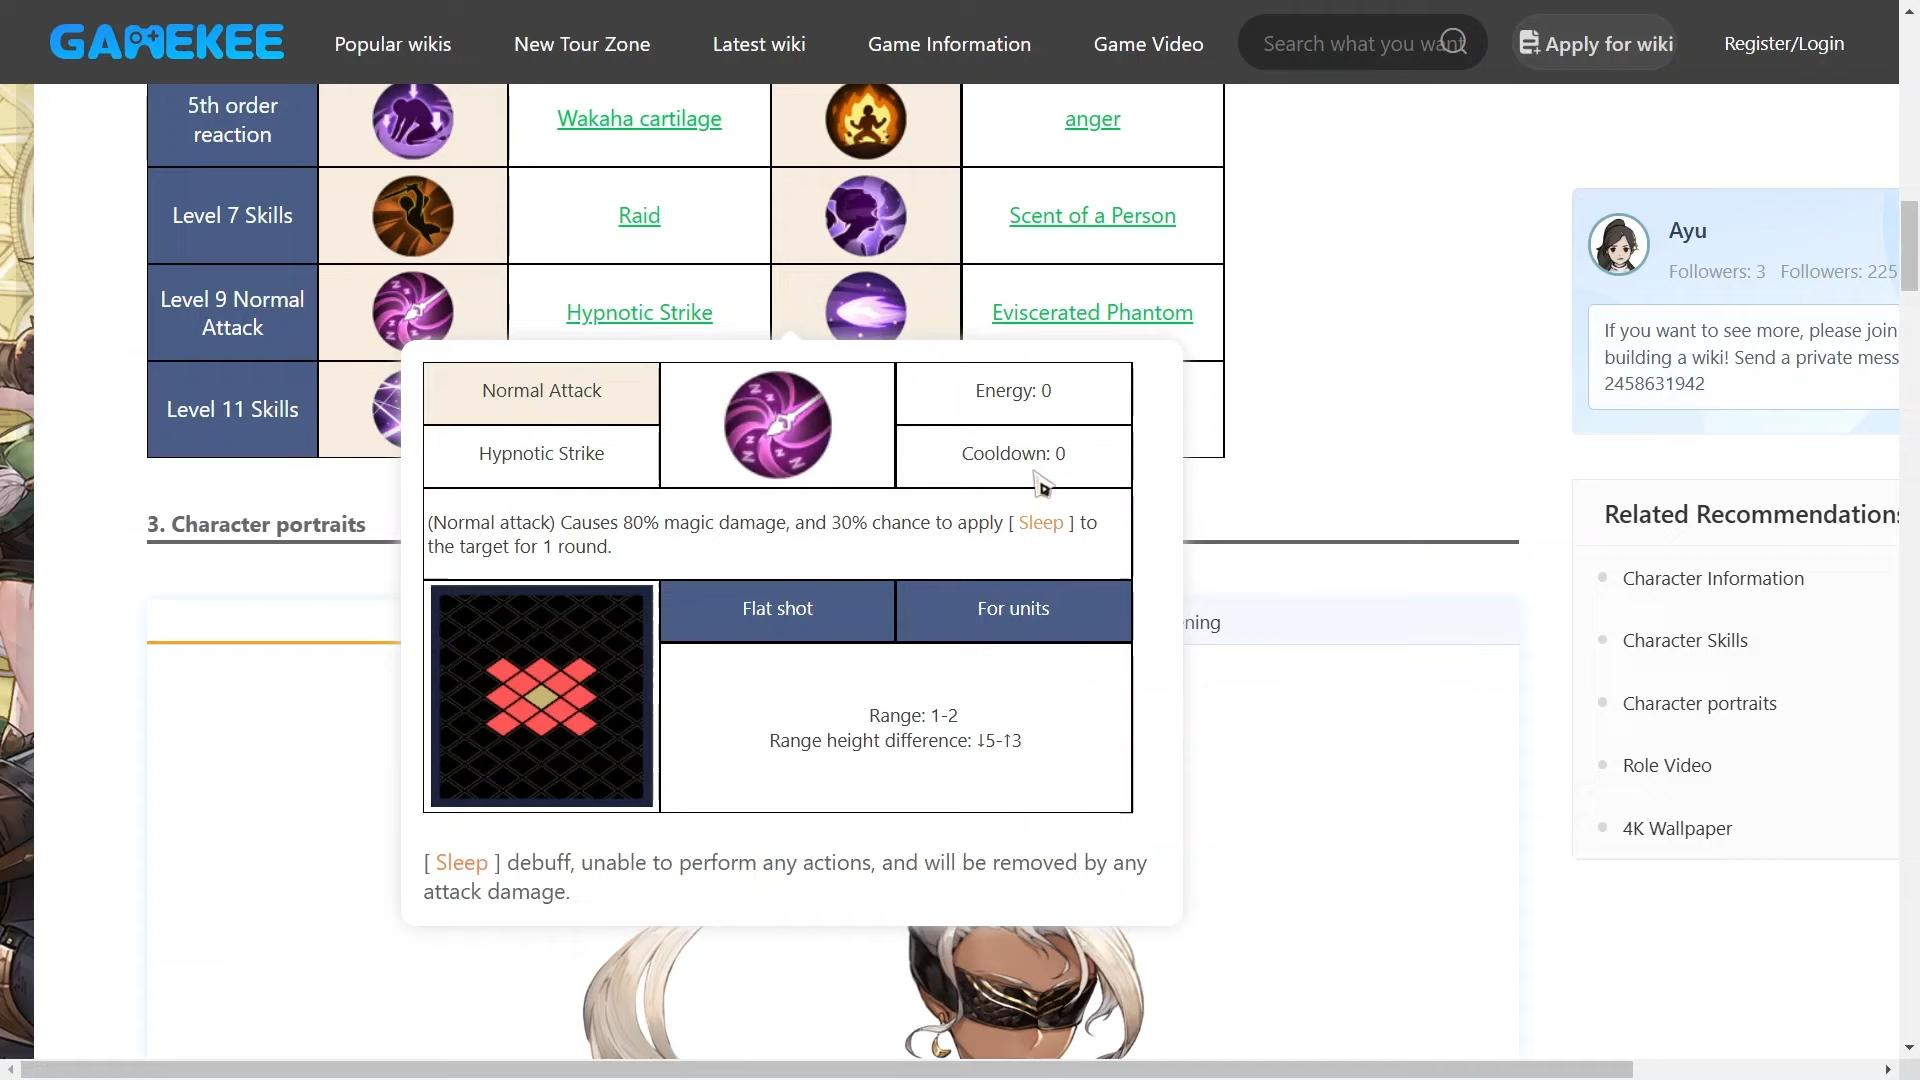 GAMEKEE
Popular wikis
New Tour Zone
Latest wiki
Game Information
Game Video
Search what you want
Apply for wiki
Register/Login
5th order
reaction
Wakaha cartilage
anger
Level 7 Skills
Raid
Scent of a Person
Level 9 Normal
Attack
Hypnotic Strike
Eviscerated Phantom
Level 11 Skills
Normal Attack
Energy: 0
Hypnotic Strike
Cooldown: 0
(Normal attack) Causes 80% magic damage, and 30% chance to apply [ Sleep ] to
the target for 1 round.
Flat shot
For units
Range: 1-2
Range height difference: ↓5-↑3
[ Sleep ] debuff, unable to perform any actions, and will be removed by any
attack damage.
3. Character portraits
ening
Ayu
Followers: 3
Followers: 225
If you want to see more, please join
building a wiki! Send a private mess
2458631942
Related Recommendations
Character Information
Character Skills
Character portraits
Role Video
4K Wallpaper